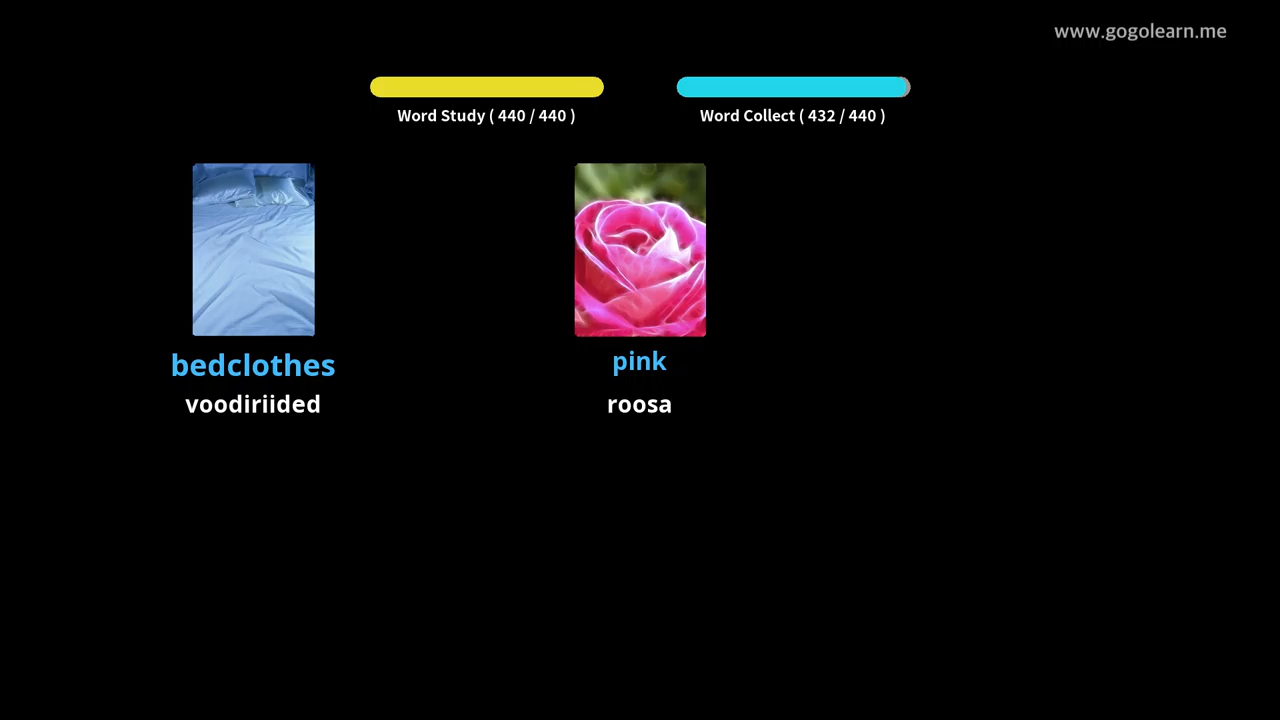 www.gogolearn.me
Word Study ( 440 / 440 )
Word Collect ( 432 / 440 )
bedclothes
voodiriided
pink
roosa